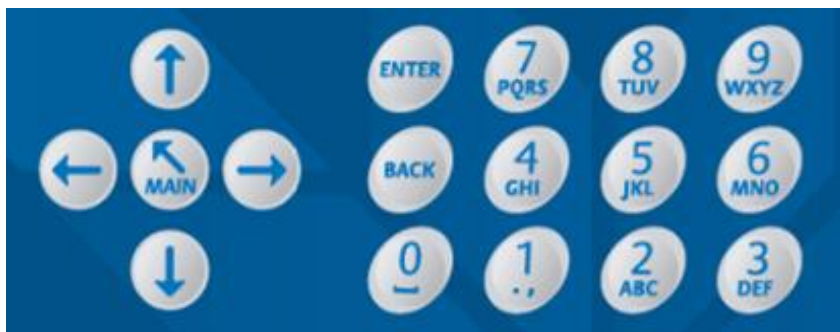 ↑
ENTER
7
PQRS
8
TUV
9
WXYZ
←
↖
MAIN
→
BACK
4
GHI
5
JKL
6
MNO
↓
0
⎵
1
.,
2
ABC
3
DEF